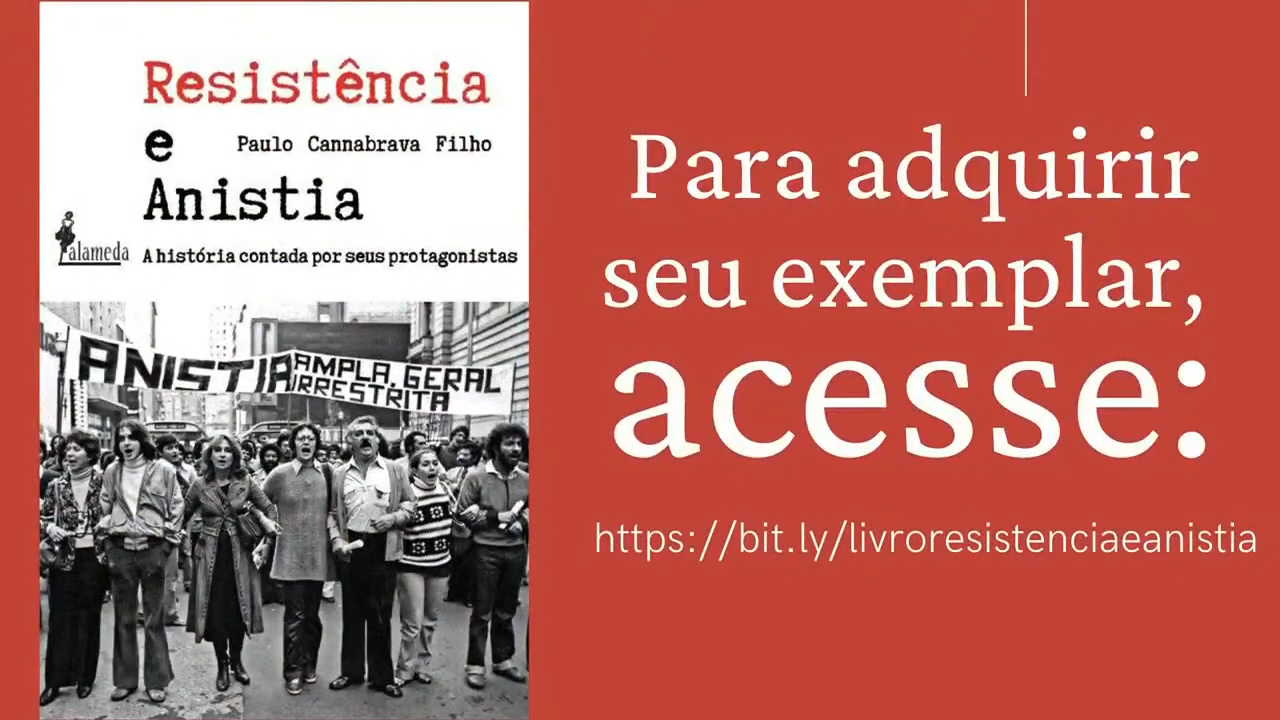 Resistência
e
Paulo Cannabrava Filho
Anistia
alameda
A história contada por seus protagonistas
ANISTIA AMPLA, GERAL
IRRESTRITA
Para adquirir
seu exemplar,
acesse:
https://bit.ly/livroresistenciaeanistia